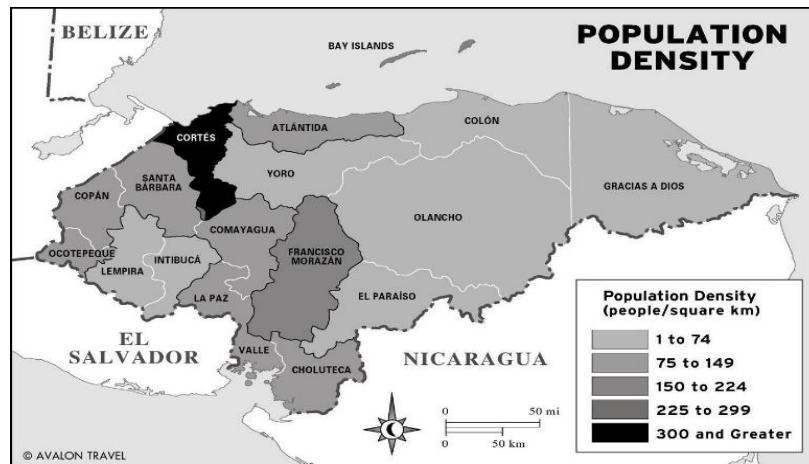 BELIZE
BAY ISLANDS
POPULATION
DENSITY
CORTÉS
ATLÁNTIDA
COLÓN
SANTA
BÁRBARA
YORO
COPÁN
GRACIAS A DIOS
OLANCHO
COMAYAGUA
OCOTEPEQUE
FRANCISCO
MORAZÁN
LEMPIRA
INTIBUCÁ
LA PAZ
EL PARAÍSO
EL
SALVADOR
VALLE
CHOLUTECA
NICARAGUA
Population Density
(people/square km)
1 to 74
75 to 149
150 to 224
225 to 299
300 and Greater
0 50 mi
0 50 km
© AVALON TRAVEL